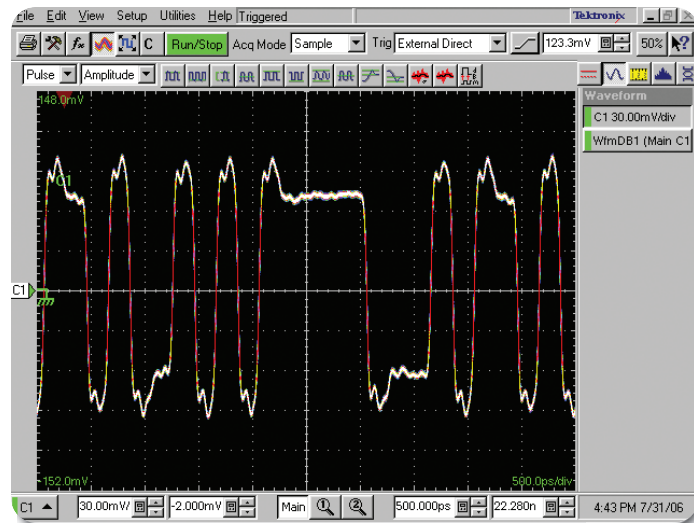 File Edit View Setup Utilities Help Triggered Tektronix
C Run/Stop Acq Mode Sample Trig External Direct 123.3mV 50%
Pulse Amplitude
148.0mV
Waveform
C1 30.00mV/div
WfmDB1 (Main C1
C1
C1
152.0mV
500.0ps/div
C1 30.00mV/ -2.000mV Main 1 2 500.000ps 22.280n 4:43 PM 7/31/06